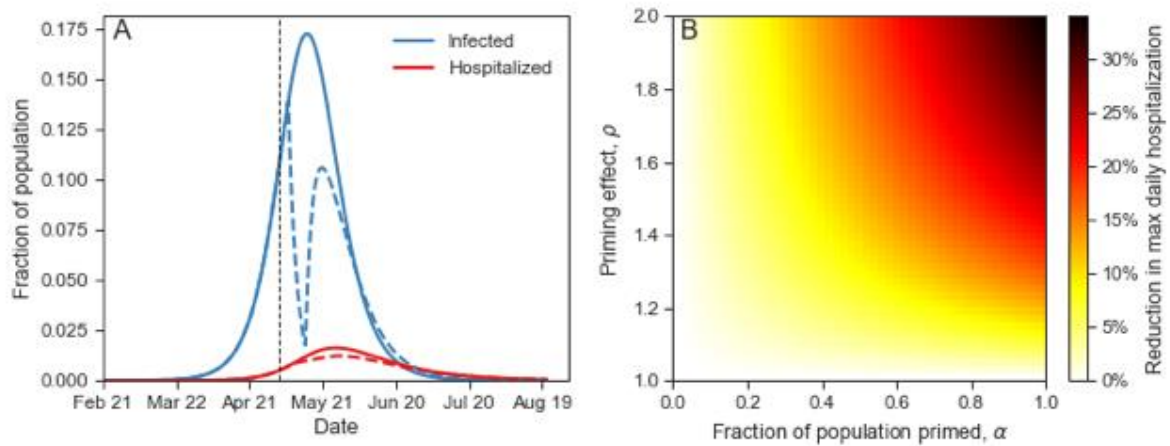 A
Infected
Hospitalized
0.175
0.150
0.125
0.100
0.075
0.050
0.025
0.000
Fraction of population
Feb 21 Mar 22 Apr 21 May 21 Jun 20 Jul 20 Aug 19
Date
B
2.0
1.8
1.6
1.4
1.2
1.0
Priming effect, ρ
0.0 0.2 0.4 0.6 0.8 1.0
Fraction of population primed, α
30%
25%
20%
15%
10%
5%
0%
Reduction in max daily hospitalization